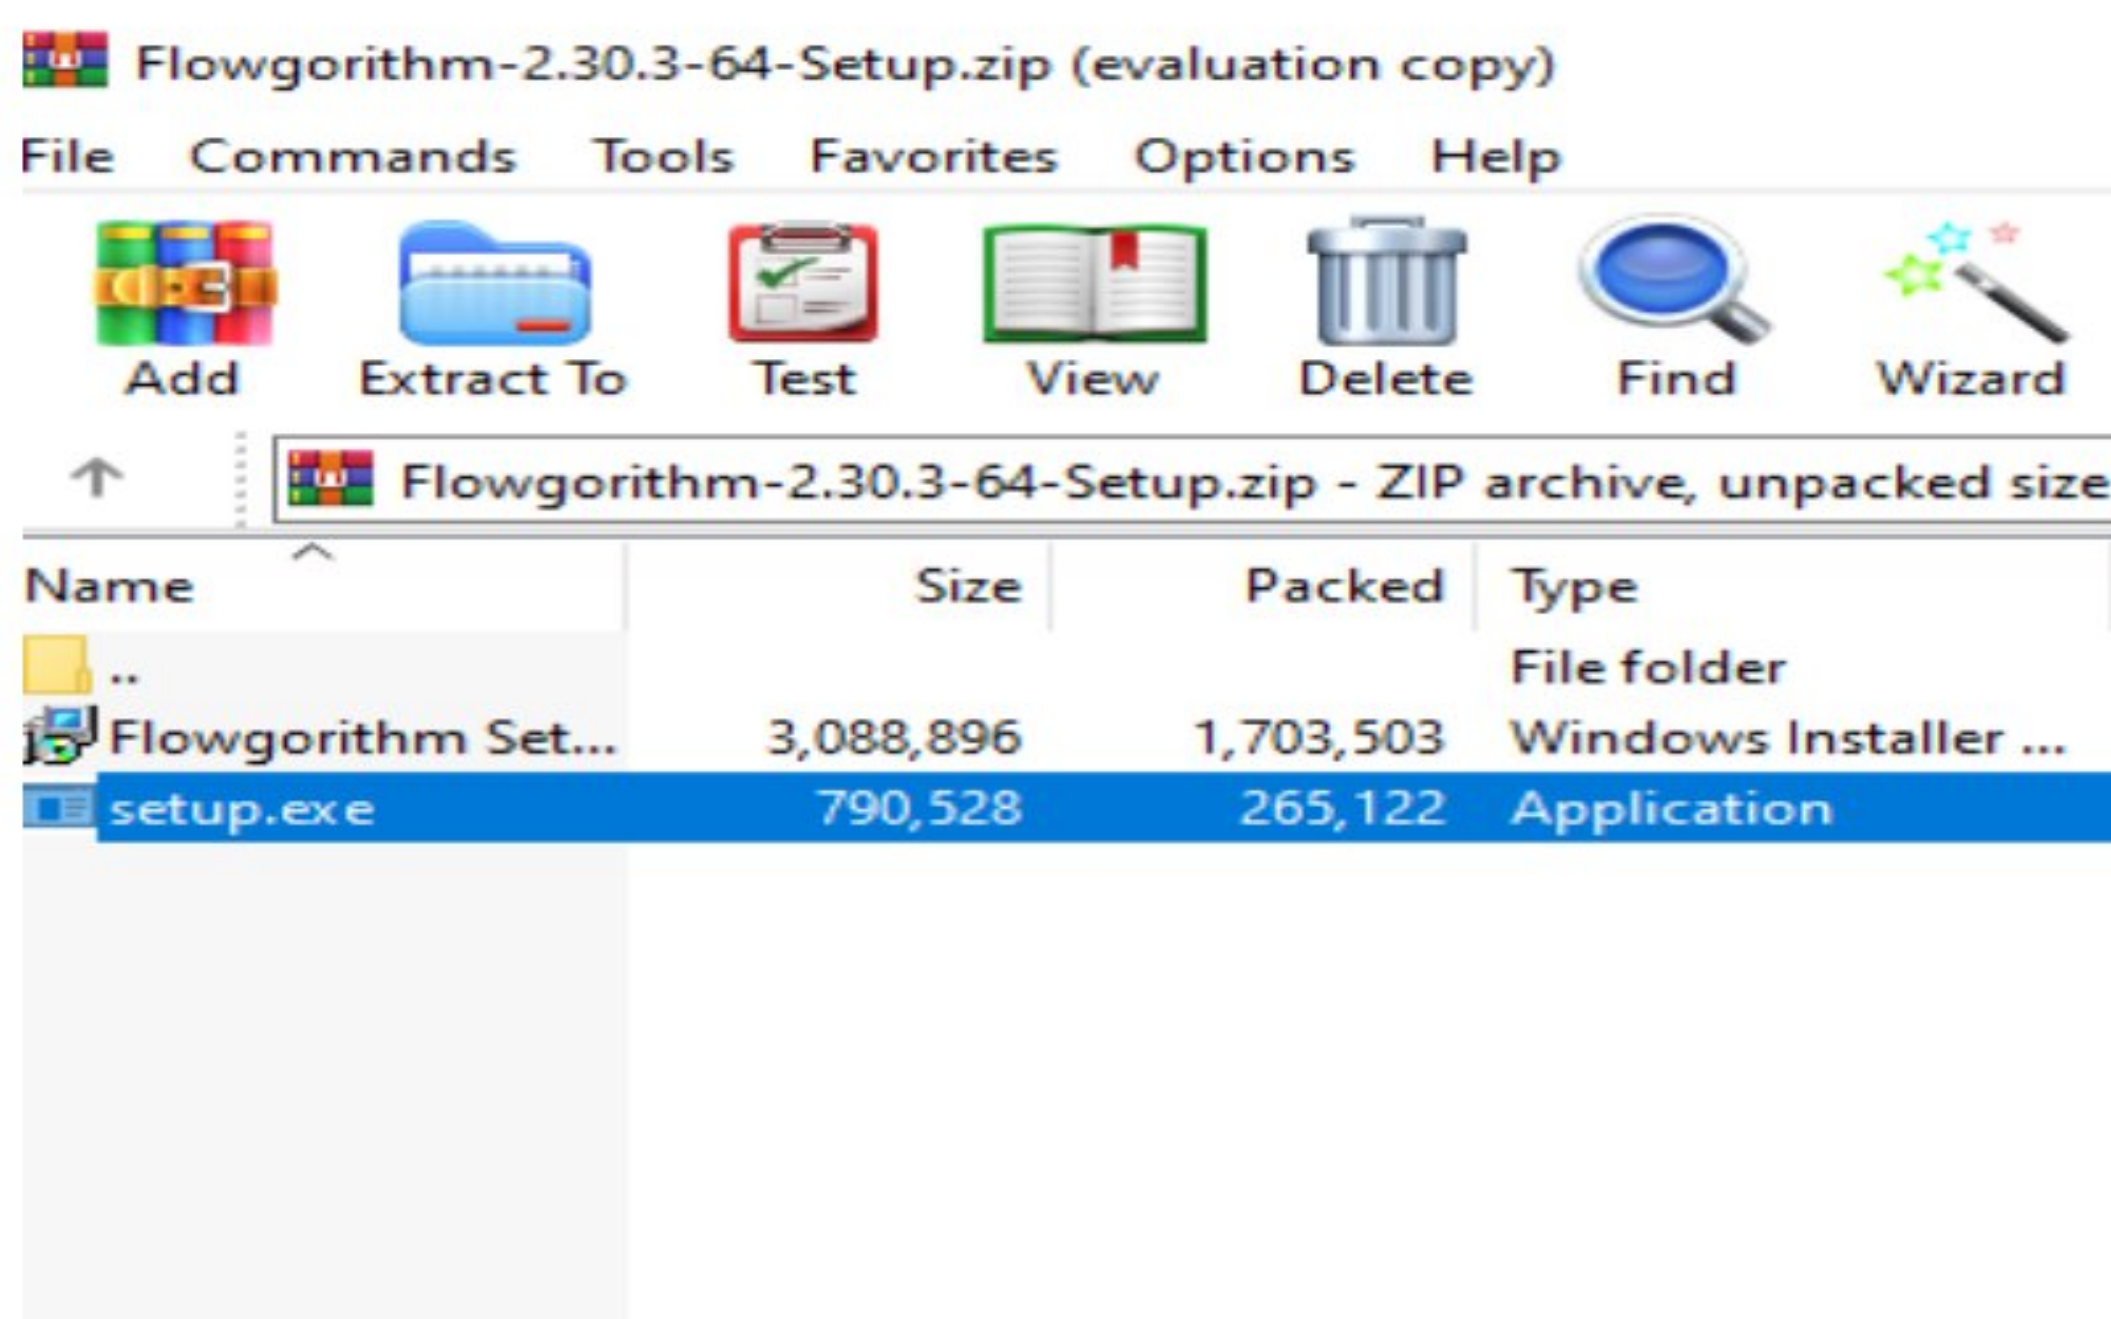 Flowgorithm-2.30.3-64-Setup.zip (evaluation copy)
File Commands Tools Favorites Options Help
Add Extract To Test View Delete Find Wizard
Flowgorithm-2.30.3-64-Setup.zip - ZIP archive, unpacked size
Name Size Packed Type
.. File folder
Flowgorithm Set... 3,088,896 1,703,503 Windows Installer ...
setup.exe 790,528 265,122 Application